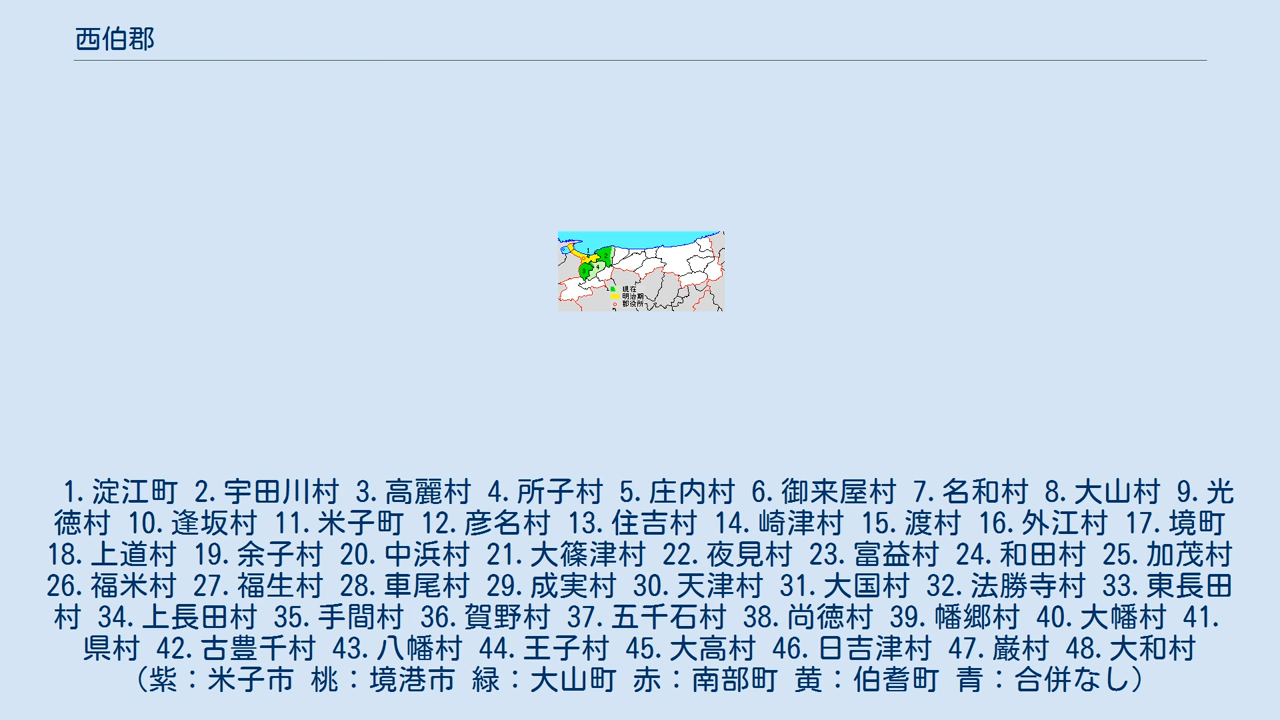 西伯郡
現在
明治期
郡役所
1.淀江町 2.宇田川村 3.高麗村 4.所子村 5.庄内村 6.御来屋村 7.名和村 8.大山村 9.光
徳村 10.逢坂村 11.米子町 12.彦名村 13.住吉村 14.崎津村 15.渡村 16.外江村 17.境町
18.上道村 19.余子村 20.中浜村 21.大篠津村 22.夜見村 23.富益村 24.和田村 25.加茂村
26.福米村 27.福生村 28.車尾村 29.成実村 30.天津村 31.大国村 32.法勝寺村 33.東長田
村 34.上長田村 35.手間村 36.賀野村 37.五千石村 38.尚徳村 39.幡郷村 40.大幡村 41.
県村 42.古豊千村 43.八幡村 44.王子村 45.大高村 46.日吉津村 47.巌村 48.大和村
（紫：米子市 桃：境港市 緑：大山町 赤：南部町 黄：伯耆町 青：合併なし）